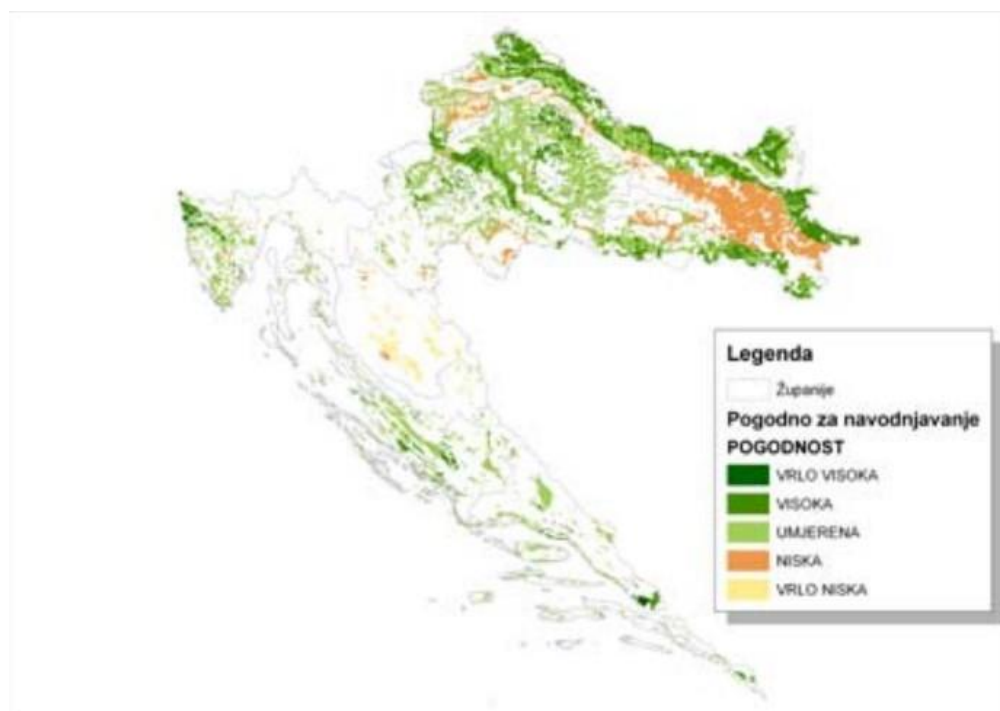 Legenda
Županije
Pogodno za navodnjavanje
POGODNOST
VRLO VISOKA
VISOKA
UMJERENA
NISKA
VRLO NISKA